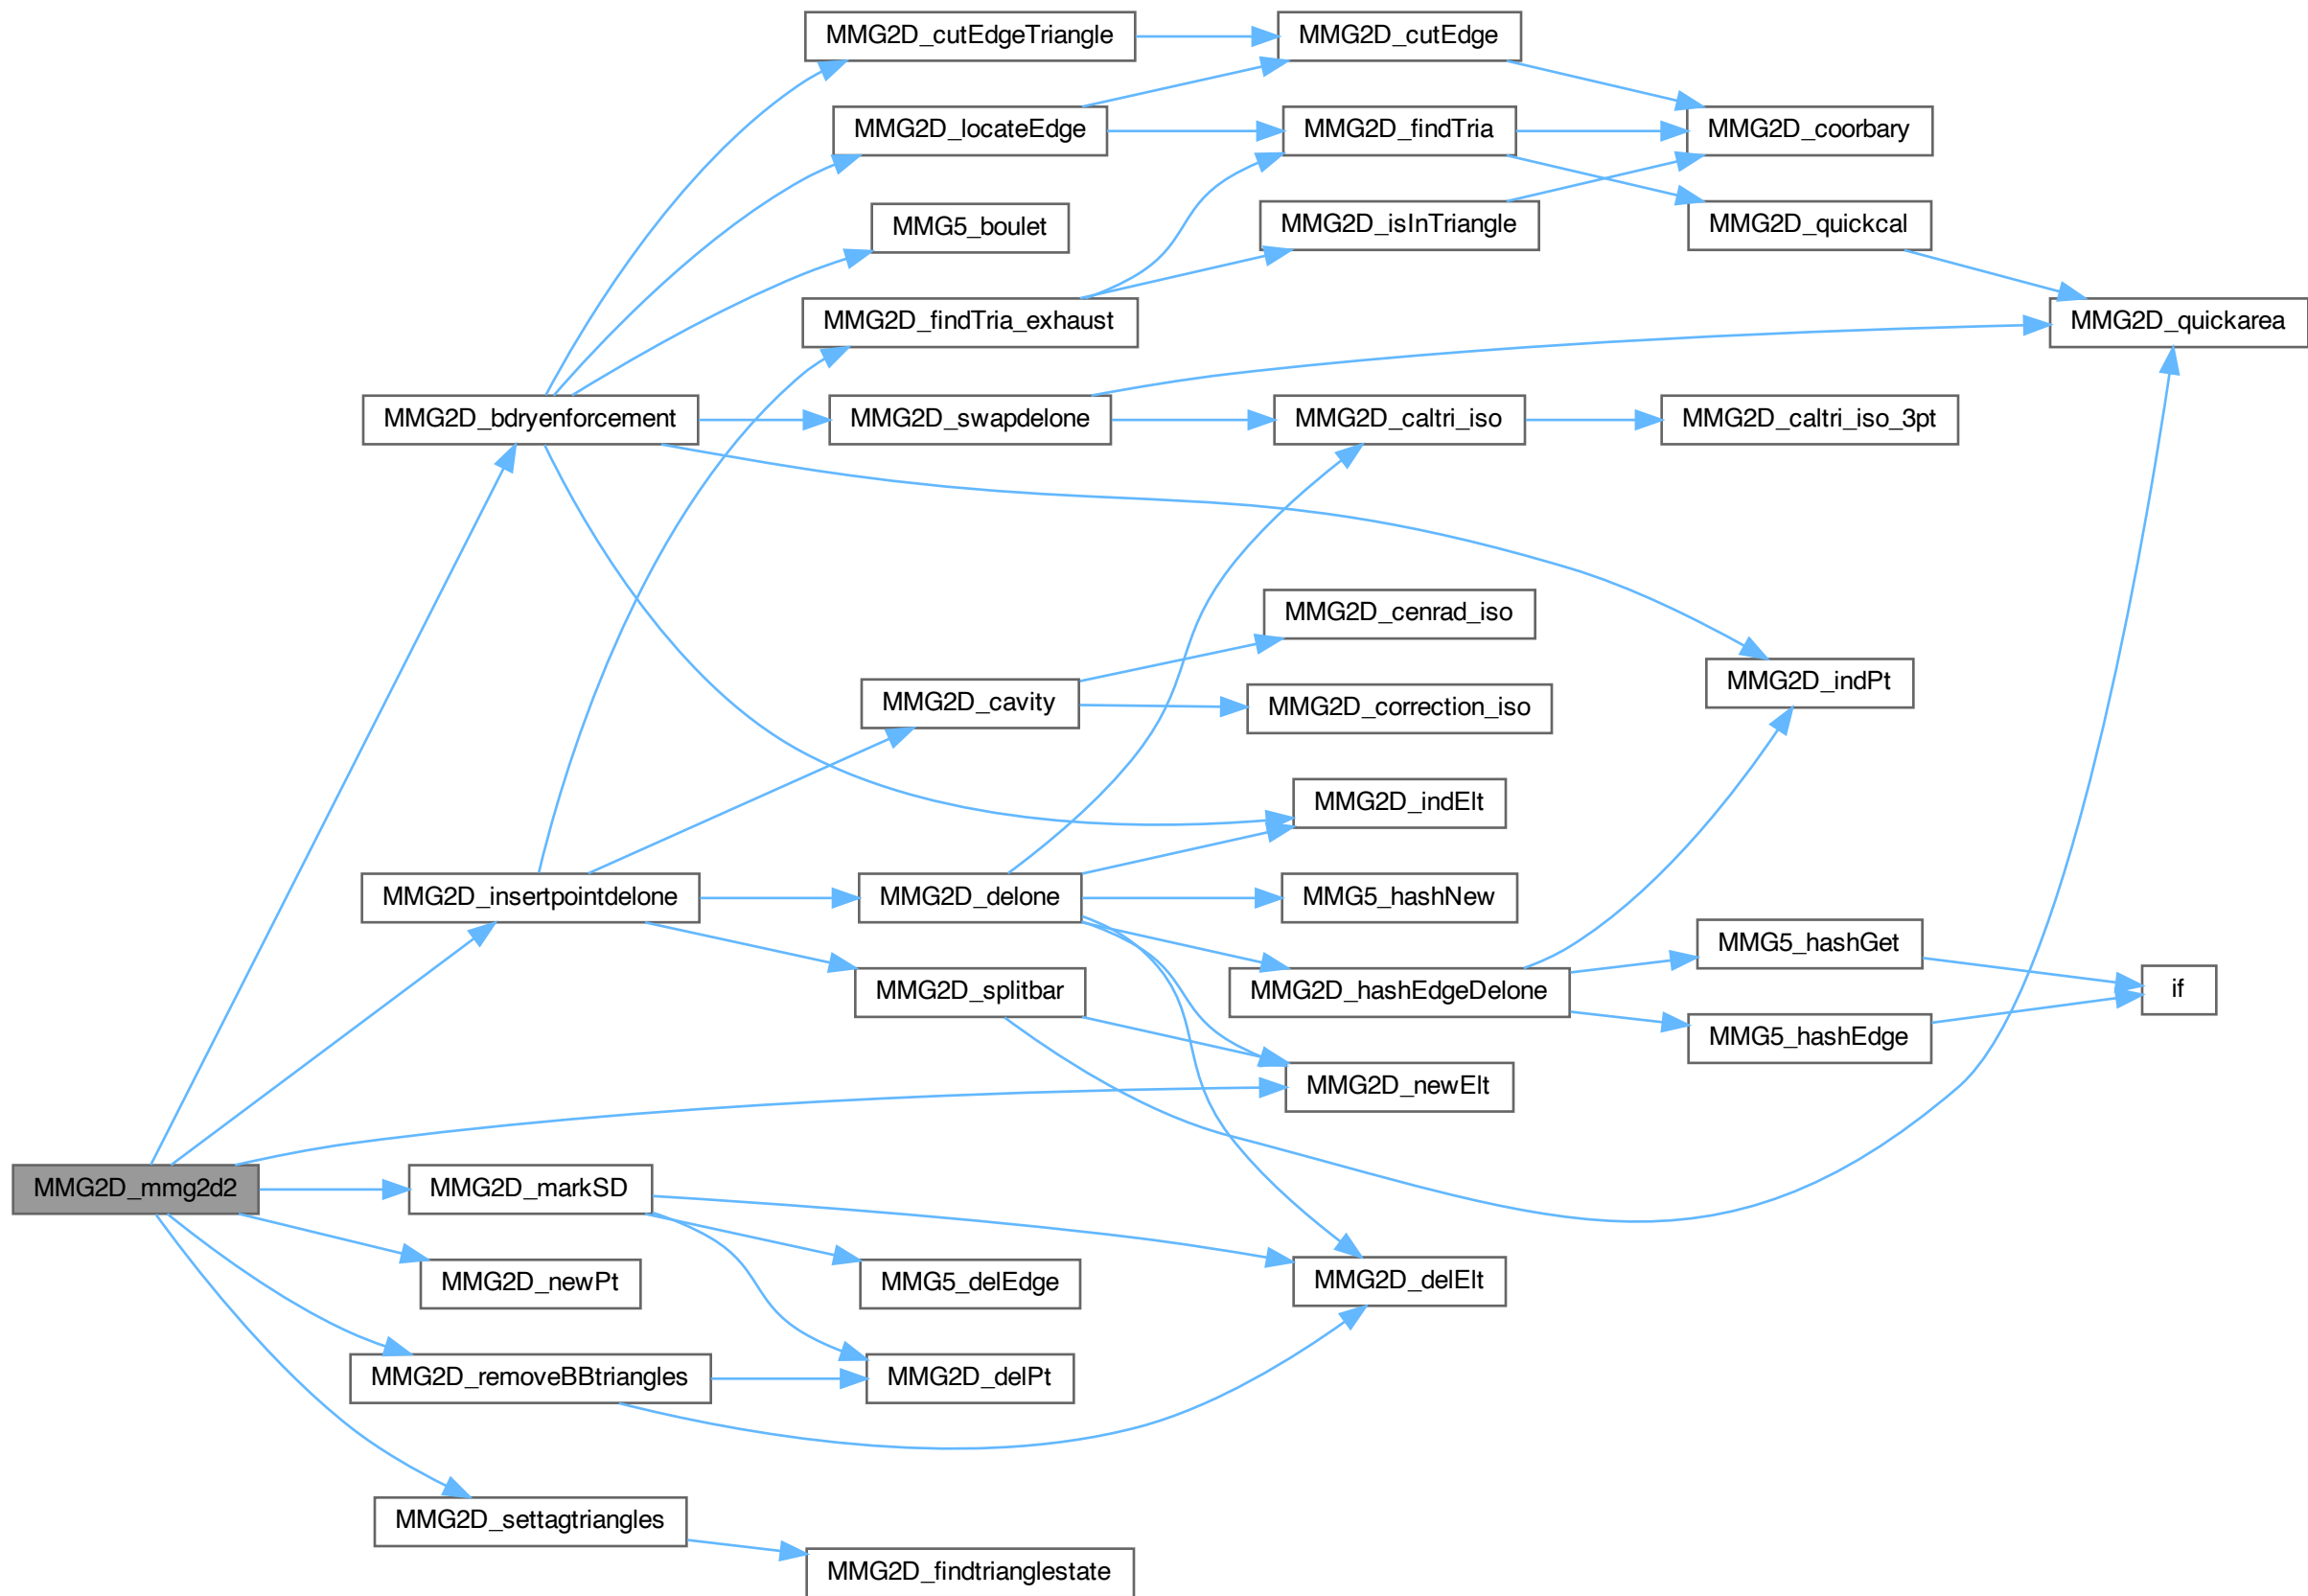 MMG2D_cutEdgeTriangle
MMG2D_cutEdge
MMG2D_locateEdge
MMG2D_findTria
MMG2D_coorbary
MMG5_boulet
MMG2D_isInTriangle
MMG2D_quickcal
MMG2D_findTria_exhaust
MMG2D_quickarea
MMG2D_bdryenforcement
MMG2D_swapdelone
MMG2D_caltri_iso
MMG2D_caltri_iso_3pt
MMG2D_cenrad_iso
MMG2D_indPt
MMG2D_cavity
MMG2D_correction_iso
MMG2D_indElt
MMG2D_insertpointdelone
MMG2D_delone
MMG5_hashNew
MMG5_hashGet
MMG2D_splitbar
MMG2D_hashEdgeDelone
if
MMG5_hashEdge
MMG2D_newElt
MMG2D_mmg2d2
MMG2D_markSD
MMG2D_newPt
MMG5_delEdge
MMG2D_delElt
MMG2D_removeBBtriangles
MMG2D_delPt
MMG2D_settagtriangles
MMG2D_findtrianglestate